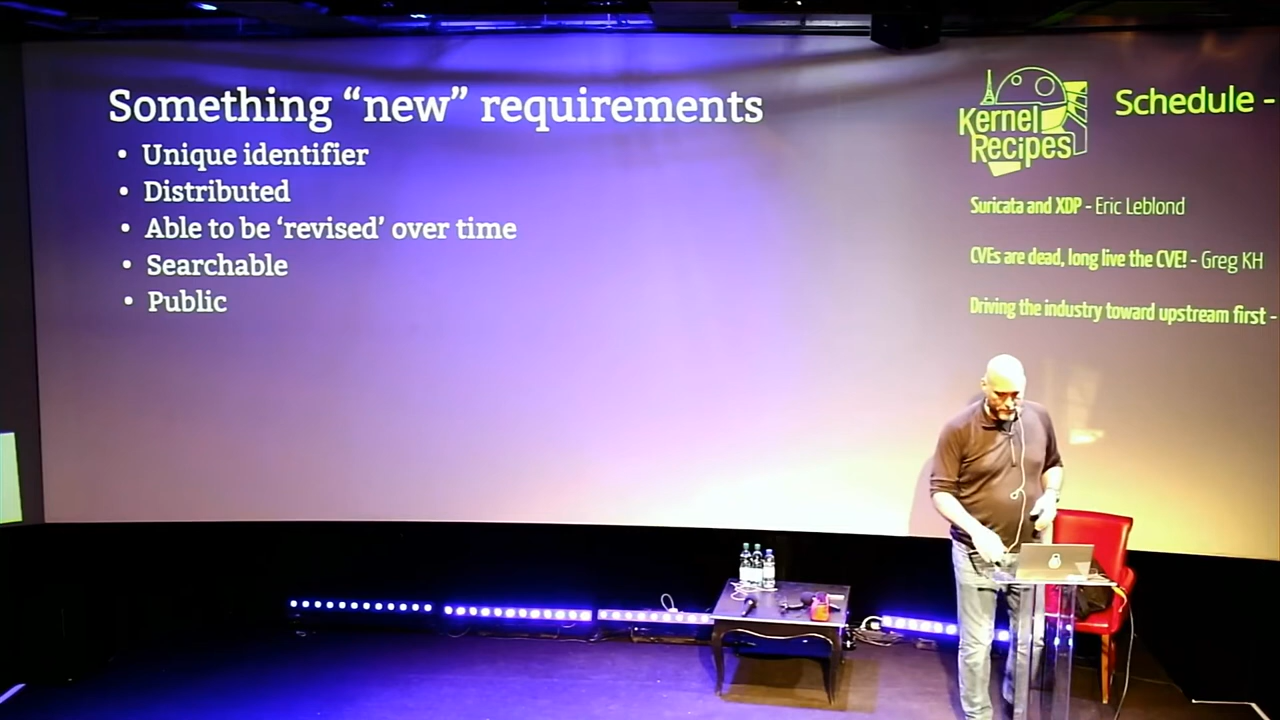 Something “new” requirements
• Unique identifier
• Distributed
• Able to be ‘revised’ over time
• Searchable
• Public
Kernel
Recipes
Schedule -
Suricata and XDP - Eric Leblond
CVEs are dead, long live the CVE! - Greg KH
Driving the industry toward upstream first -